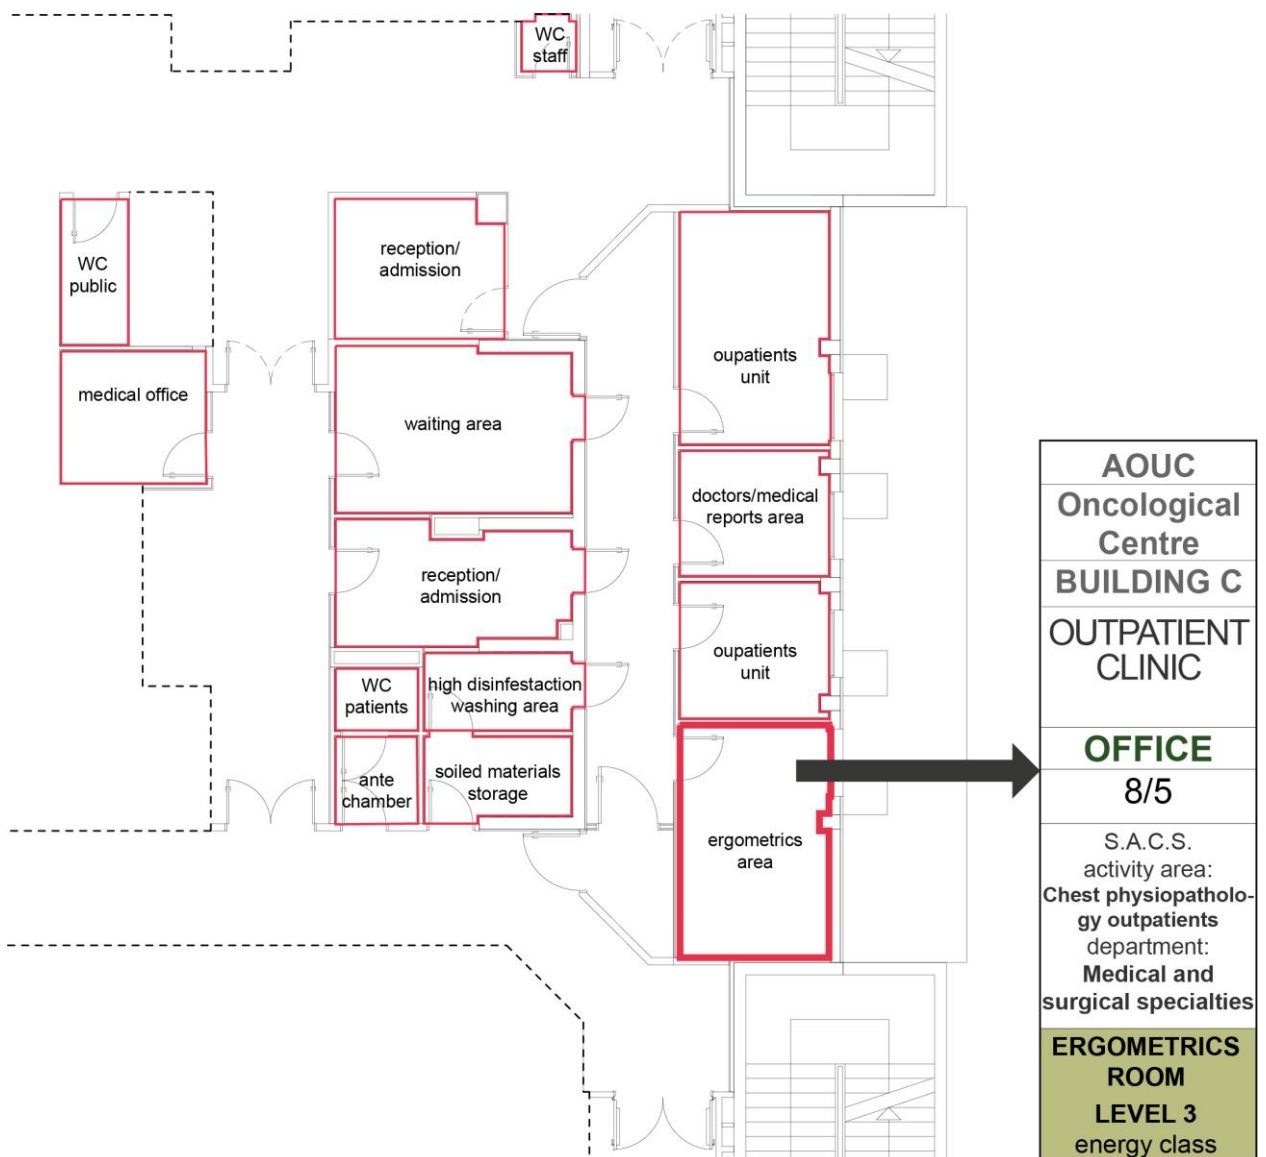 WC
staff
WC
public
reception/
admission
oupatients
unit
medical office
waiting area
doctors/medical
reports area
reception/
admission
oupatients
unit
WC
patients
high disinfestaction
washing area
ante
chamber
soiled materials
storage
ergometrics
area
AOUC
Oncological
Centre
BUILDING C
OUTPATIENT
CLINIC
OFFICE
8/5
S.A.C.S.
activity area:
Chest physiopatholo-
gy outpatients
department:
Medical and
surgical specialties
ERGOMETRICS
ROOM
LEVEL 3
energy class